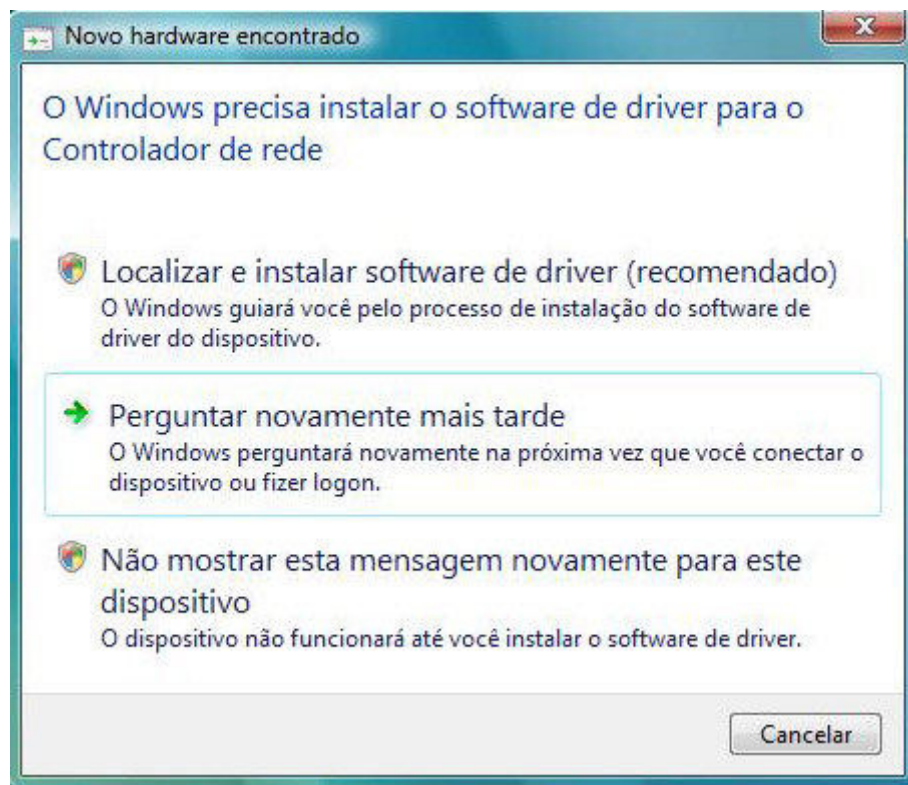 Novo hardware encontrado
O Windows precisa instalar o software de driver para o
Controlador de rede
Localizar e instalar software de driver (recomendado)
O Windows guiará você pelo processo de instalação do software de
driver do dispositivo.
Perguntar novamente mais tarde
O Windows perguntará novamente na próxima vez que você conectar o
dispositivo ou fizer logon.
Não mostrar esta mensagem novamente para este
dispositivo
O dispositivo não funcionará até você instalar o software de driver.
Cancelar